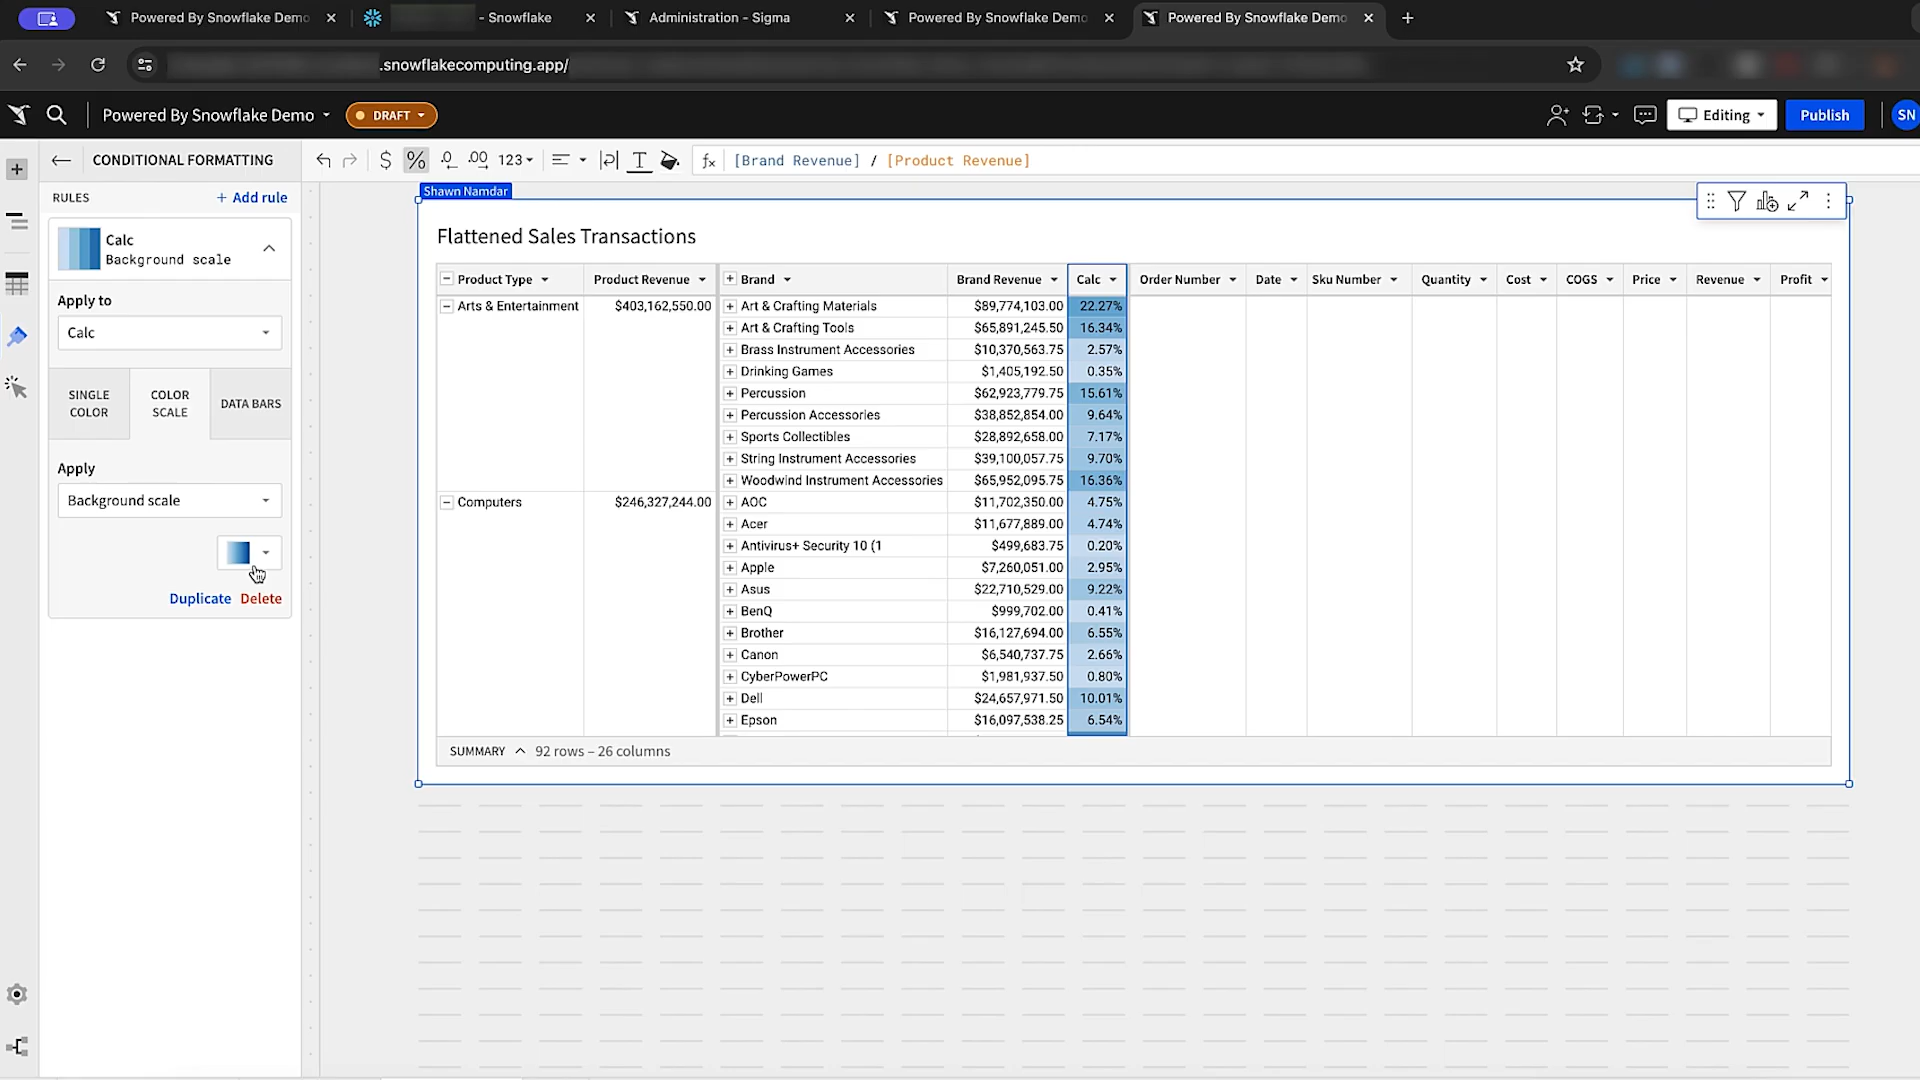 Powered By Snowflake Demo
- Snowflake
Administration - Sigma
Powered By Snowflake Demo
Powered By Snowflake Demo
.snowflakecomputing.app/
Powered By Snowflake Demo
DRAFT
Editing
Publish
SN
CONDITIONAL FORMATTING
$ % .0 .00 123
fx [Brand Revenue] / [Product Revenue]
RULES
+ Add rule
Calc
Background scale
Apply to
Calc
SINGLE COLOR
COLOR SCALE
DATA BARS
Apply
Background scale
Duplicate Delete
Shawn Namdar
Flattened Sales Transactions
Product Type Product Revenue Brand Brand Revenue Calc Order Number Date Sku Number Quantity Cost COGS Price Revenue Profit
Arts & Entertainment $403,162,550.00 Art & Crafting Materials $89,774,103.00 22.27%
Art & Crafting Tools $65,891,245.50 16.34%
Brass Instrument Accessories $10,370,563.75 2.57%
Drinking Games $1,405,192.50 0.35%
Percussion $62,923,779.75 15.61%
Percussion Accessories $38,852,854.00 9.64%
Sports Collectibles $28,892,658.00 7.17%
String Instrument Accessories $39,100,057.75 9.70%
Woodwind Instrument Accessories $65,952,095.75 16.36%
Computers $246,327,244.00 AOC $11,702,350.00 4.75%
Acer $11,677,889.00 4.74%
Antivirus+ Security 10 (1 $499,683.75 0.20%
Apple $7,260,051.00 2.95%
Asus $22,710,529.00 9.22%
BenQ $999,702.00 0.41%
Brother $16,127,694.00 6.55%
Canon $6,540,737.75 2.66%
CyberPowerPC $1,981,937.50 0.80%
Dell $24,657,971.50 10.01%
Epson $16,097,538.25 6.54%
SUMMARY 92 rows – 26 columns